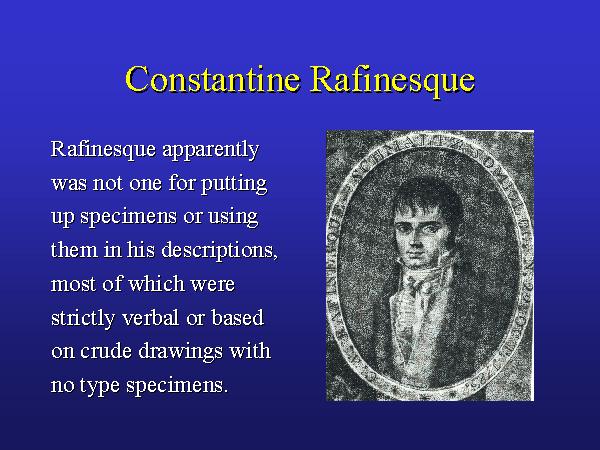 Constantine Rafinesque
Rafinesque apparently
was not one for putting
up specimens or using
them in his descriptions,
most of which were
strictly verbal or based
on crude drawings with
no type specimens.